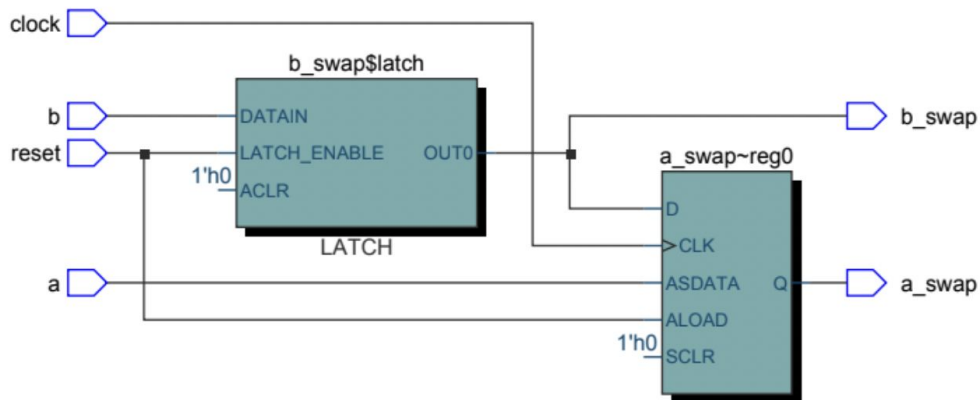 clock
b_swap$latch
b DATAIN b_swap
reset LATCH_ENABLE OUT0 a_swap~reg0
1'h0 ACLR
D
LATCH CLK
a ASDATA Q a_swap
ALOAD
1'h0 SCLR